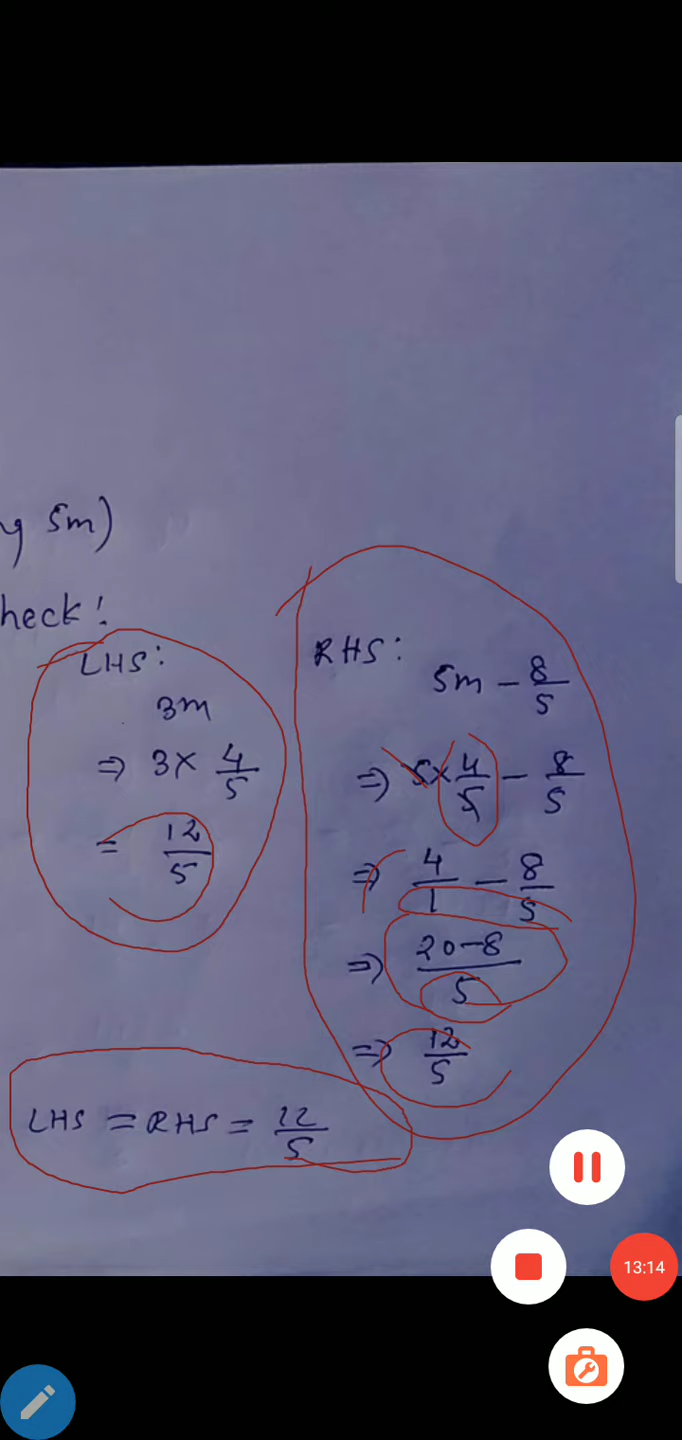 5m)
heck!
LHS:
3m
⇒ 3 × 4/5
= 12/5
RHS:
5m - 8/5
⇒ 5 × 4/5 - 8/5
⇒ 4/1 - 8/5
⇒ 20-8/5
⇒ 12/5
LHS = RHS = 12/5
13:14